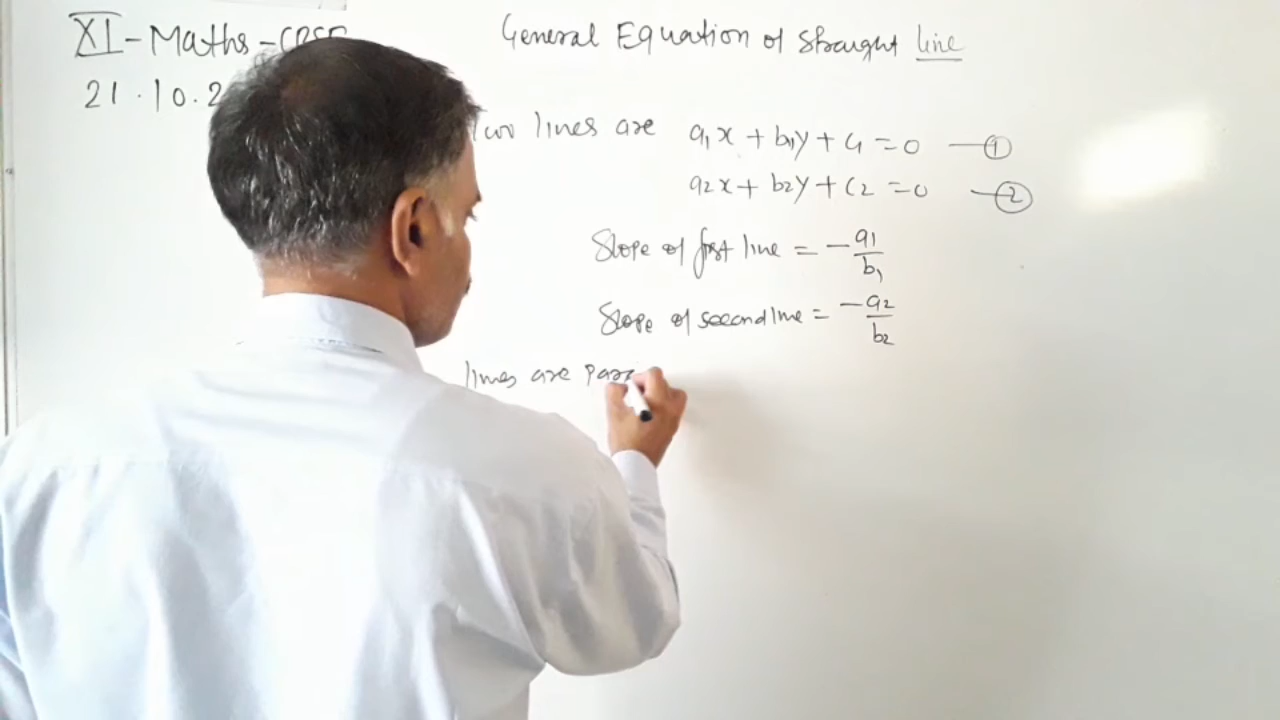 XI - Maths - CBSE
General Equation of straight line
21.10.2
Two lines are a1x + b1y + c1 = 0 — 1
a2x + b2y + c2 = 0 — 2
Slope of first line = - a1/b1
Slope of second line = - a2/b2
lines are para